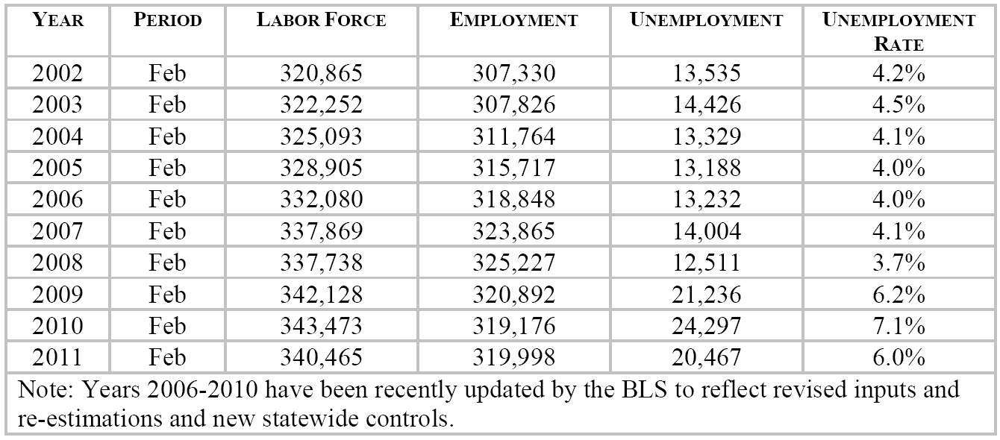 YEAR PERIOD LABOR FORCE EMPLOYMENT UNEMPLOYMENT UNEMPLOYMENT
RATE
2002 Feb 320,865 307,330 13,535 4.2%
2003 Feb 322,252 307,826 14,426 4.5%
2004 Feb 325,093 311,764 13,329 4.1%
2005 Feb 328,905 315,717 13,188 4.0%
2006 Feb 332,080 318,848 13,232 4.0%
2007 Feb 337,869 323,865 14,004 4.1%
2008 Feb 337,738 325,227 12,511 3.7%
2009 Feb 342,128 320,892 21,236 6.2%
2010 Feb 343,473 319,176 24,297 7.1%
2011 Feb 340,465 319,998 20,467 6.0%
Note: Years 2006-2010 have been recently updated by the BLS to reflect revised inputs and
re-estimations and new statewide controls.